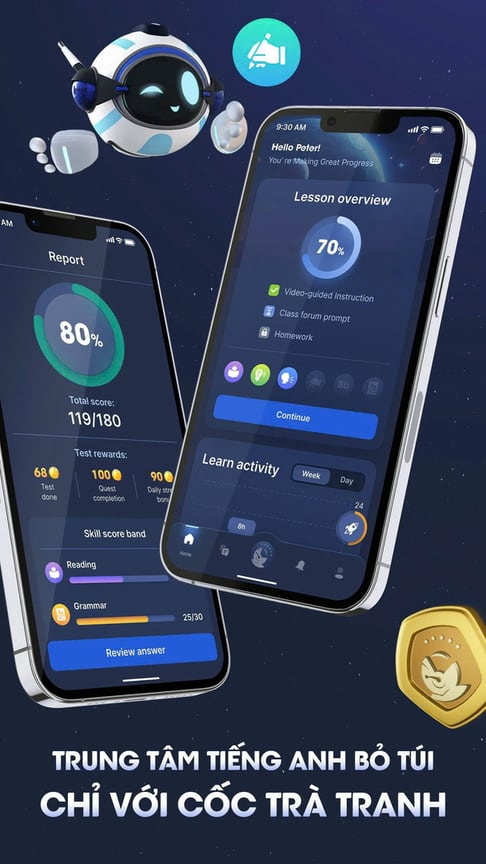 9:30 AM
Hello Peter!
You're Making Great Progress
Lesson overview
70%
Video-guided Instruction
Class forum prompt
Homework
Continue
Learn activity
Week
Day
24
8h
Home
AM
Report
80%
Total score:
119/180
Test rewards:
68
100
90
Test done
Quest completion
Daily stre
bon
Skill score band
Reading
Grammar
25/30
Review answer
TRUNG TÂM TIẾNG ANH BỎ TÚI
CHỈ VỚI CỐC TRÀ TRANH